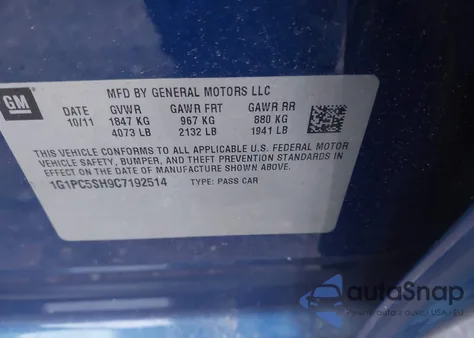 GM
MFD BY GENERAL MOTORS LLC
DATE GVWR GAWR FRT GAWR RR
10/11 1847 KG 967 KG 880 KG
4073 LB 2132 LB 1941 LB
THIS VEHICLE CONFORMS TO ALL APPLICABLE U.S. FEDERAL MOTOR
VEHICLE SAFETY, BUMPER, AND THEFT PREVENTION STANDARDS IN
EFFECT ON THE DATE OF MANUFACTURE SHOWN ABOVE.
1G1PC5SH9C7192514 TYPE: PASS CAR
autoSnap